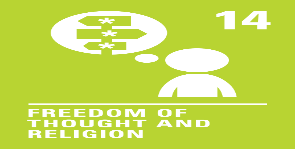 14
FREEDOM OF
THOUGHT AND
RELIGION